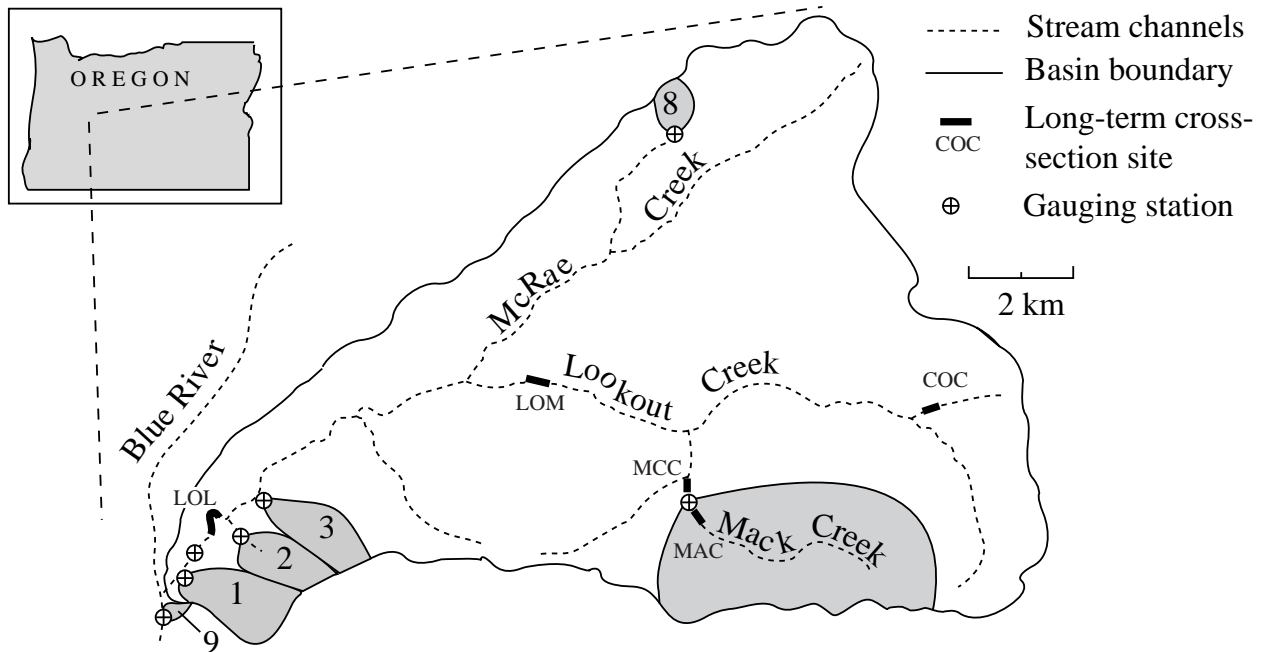 OREGON
Stream channels
Basin boundary
COC
Long-term cross-
section site
Gauging station
2 km
8
McRae Creek
Blue River
Lookout Creek
LOM
COC
MCC
MAC
Mack Creek
LOL
3
2
1
9